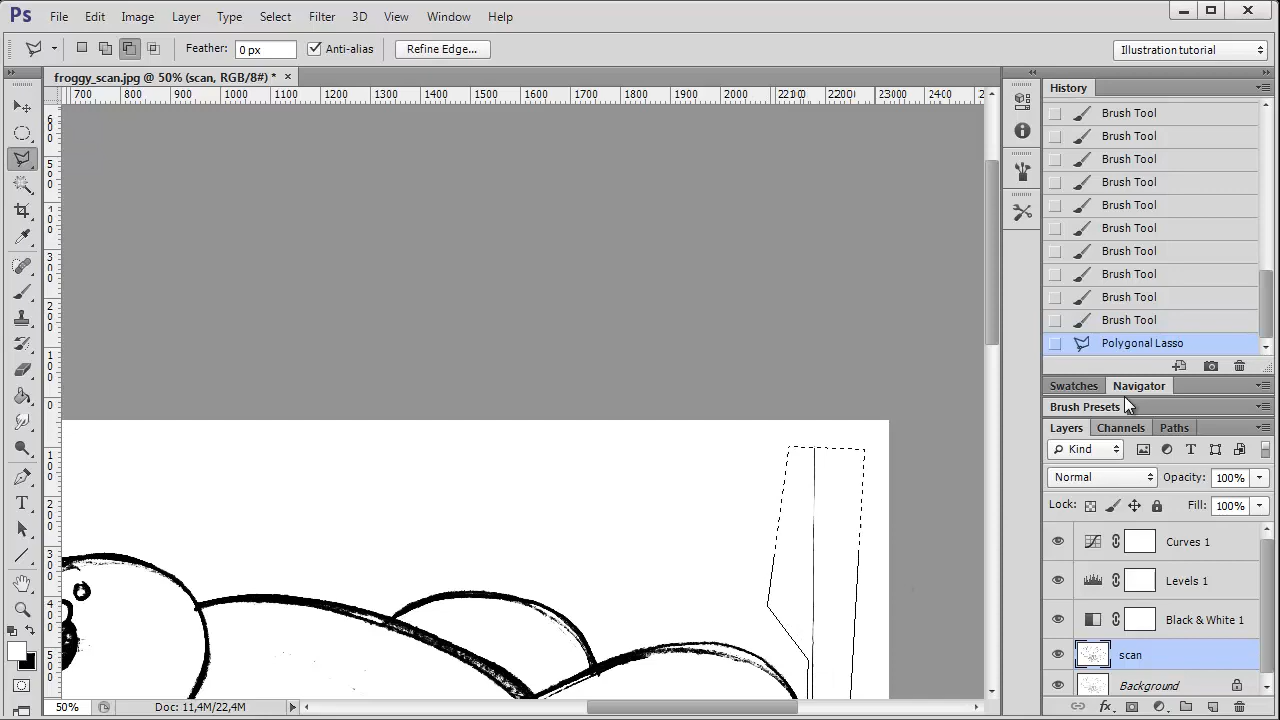 Ps File Edit Image Layer Type Select Filter 3D View Window Help
Feather: 0 px Anti-alias Refine Edge... Illustration tutorial
froggy_scan.jpg @ 50% (scan, RGB/8#) * ×
700 800 900 1000 1100 1200 1300 1400 1500 1600 1700 1800 1900 2000 2100 2200 23000 2400
History
Brush Tool
Brush Tool
Brush Tool
Brush Tool
Brush Tool
Brush Tool
Brush Tool
Brush Tool
Brush Tool
Brush Tool
Polygonal Lasso
Swatches Navigator
Brush Presets
Layers Channels Paths
Kind
Normal Opacity: 100%
Lock: Fill: 100%
Curves 1
Levels 1
Black & White 1
scan
Background
50% Doc: 11,4M/22,4M